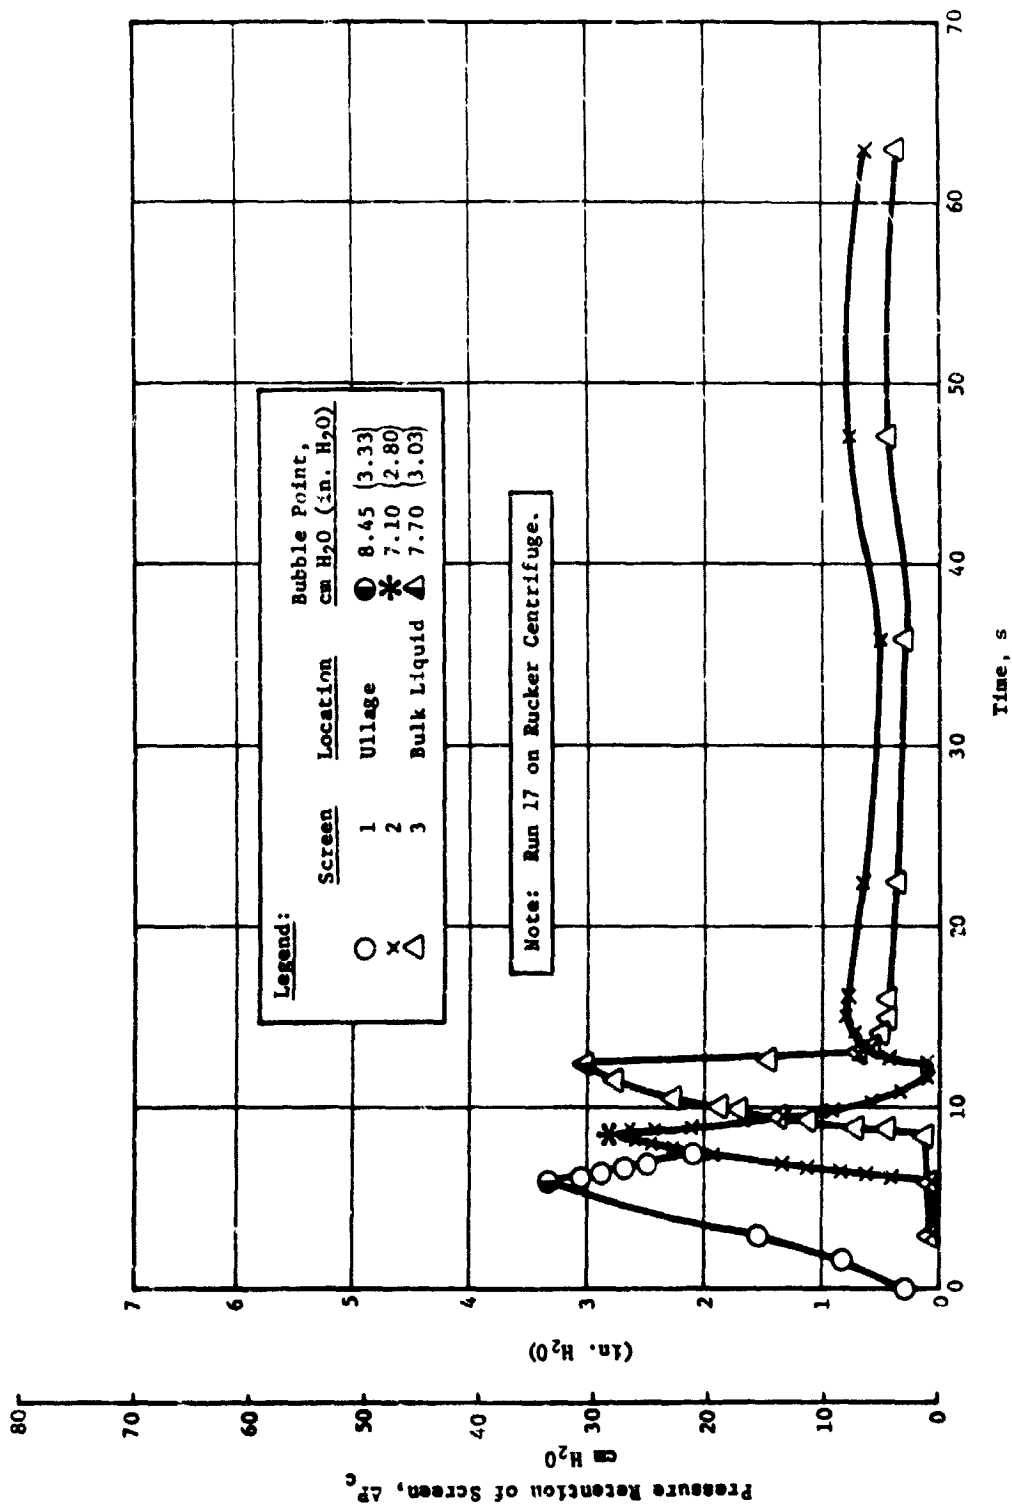 Pressure Retention of Screen, ΔPc
cm H2O
80
70
60
50
40
30
20
10
0
(in. H2O)
7
6
5
4
3
2
1
0
Legend:
Screen Location Bubble Point, cm H2O (in. H2O)
1 Ullage 8.45 (3.33)
2 7.10 (2.80)
3 Bulk Liquid 7.70 (3.03)
Note: Run 17 on Rucker Centrifuge.
0 10 20 30 40 50 60 70
Time, s